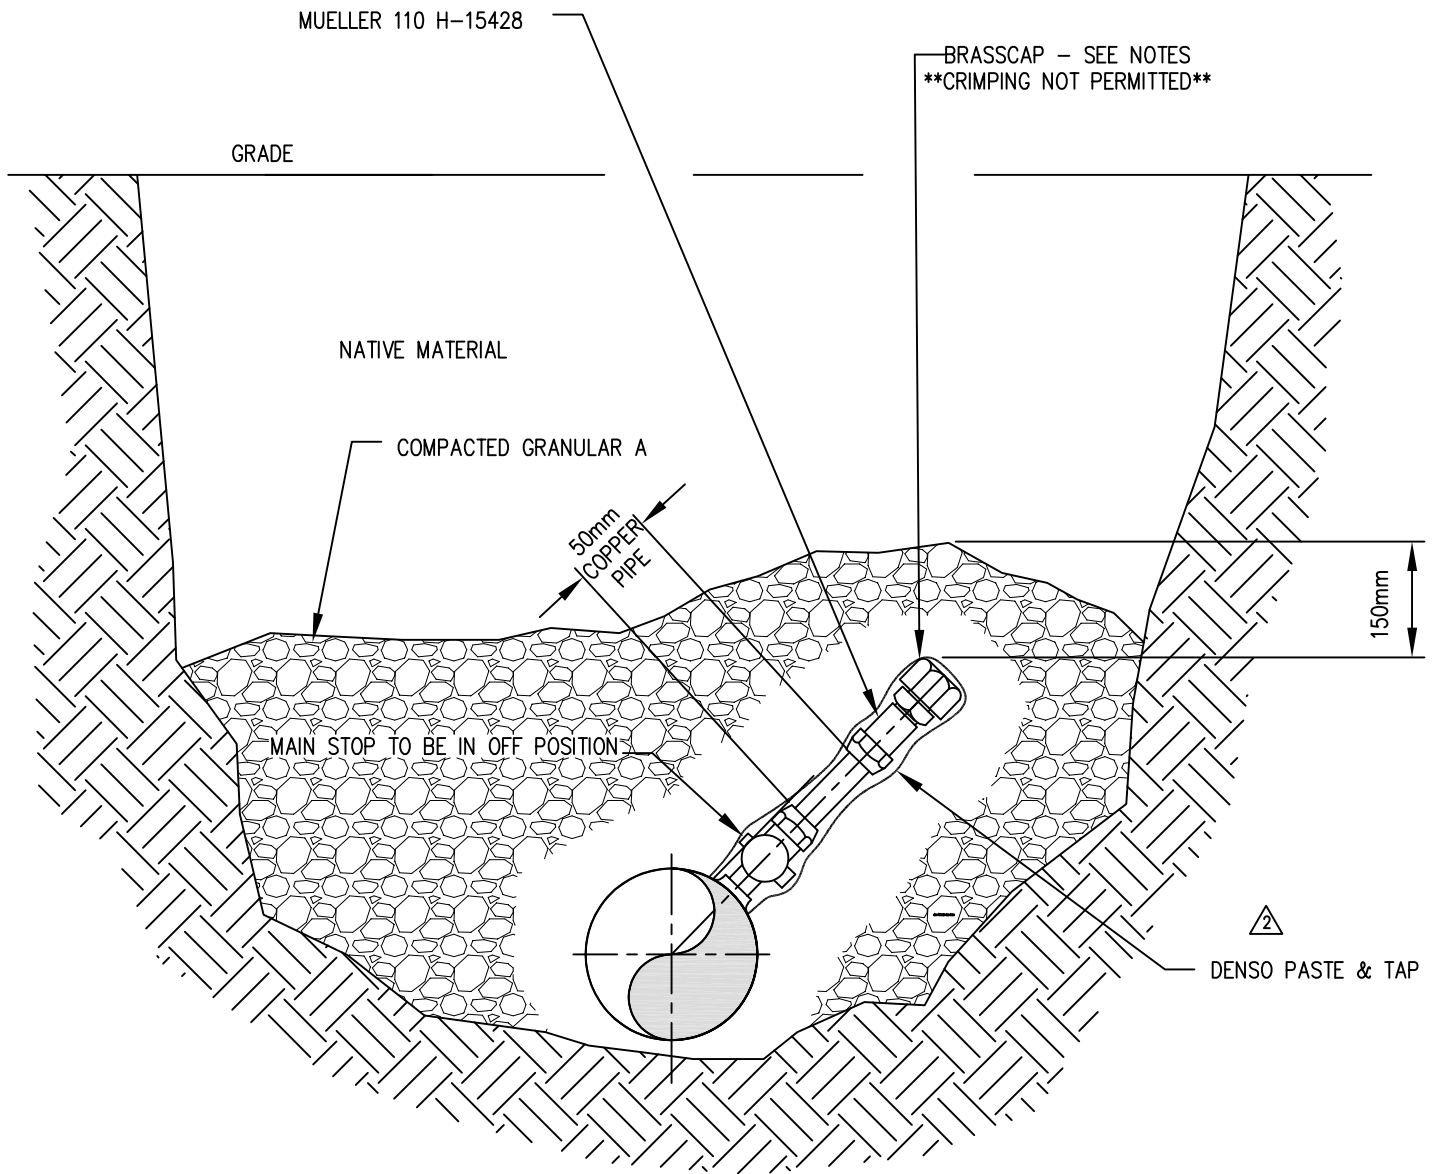 MUELLER 110 H-15428
BRASSCAP - SEE NOTES
**CRIMPING NOT PERMITTED**
GRADE
NATIVE MATERIAL
COMPACTED GRANULAR A
50mm
COPPER
PIPE
150mm
MAIN STOP TO BE IN OFF POSITION
2
DENSO PASTE & TAP